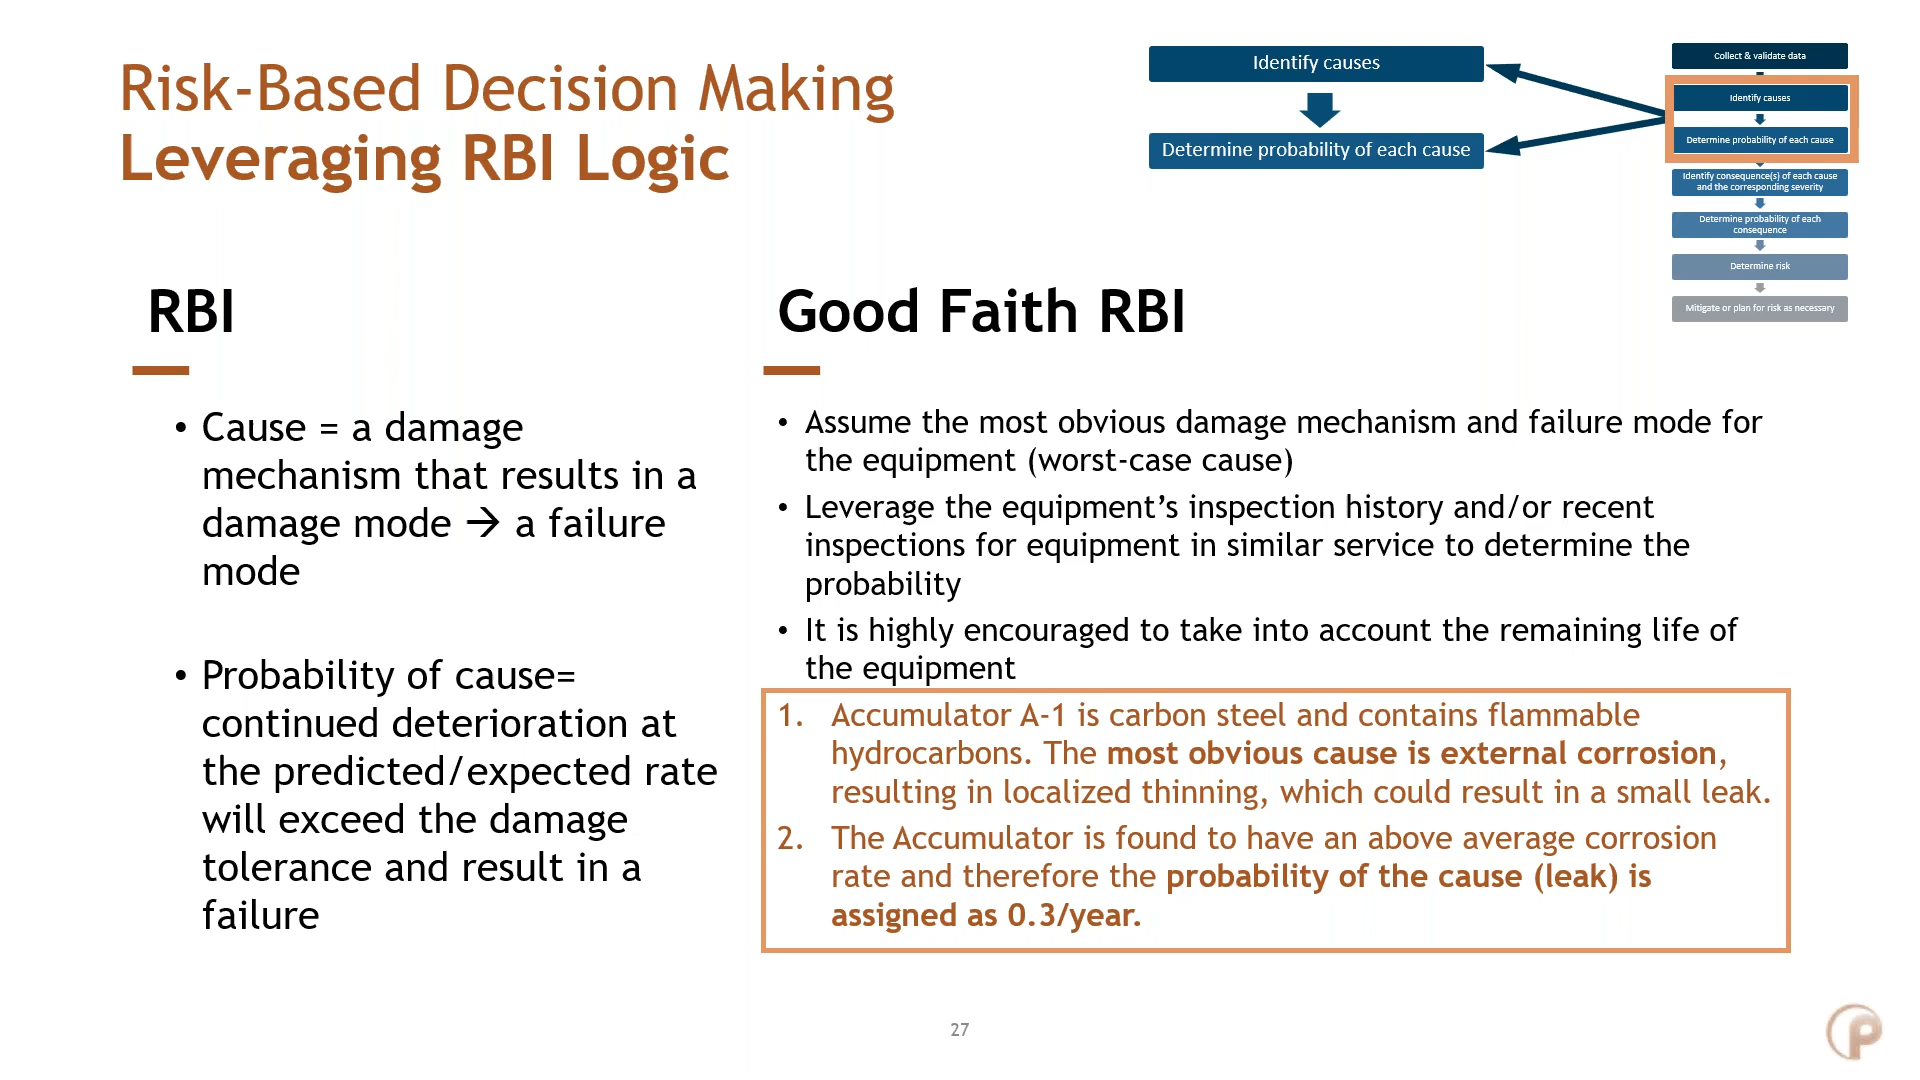 Risk-Based Decision Making
Leveraging RBI Logic
Identify causes
Determine probability of each cause
Collect & validate data
Identify causes
Determine probability of each cause
Identify consequence(s) of each cause
and the corresponding severity
Determine probability of each
consequence
Determine risk
Mitigate or plan for risk as necessary
RBI
• Cause = a damage
mechanism that results in a
damage mode → a failure
mode
• Probability of cause=
continued deterioration at
the predicted/expected rate
will exceed the damage
tolerance and result in a
failure
Good Faith RBI
• Assume the most obvious damage mechanism and failure mode for
the equipment (worst-case cause)
• Leverage the equipment’s inspection history and/or recent
inspections for equipment in similar service to determine the
probability
• It is highly encouraged to take into account the remaining life of
the equipment
1. Accumulator A-1 is carbon steel and contains flammable
hydrocarbons. The most obvious cause is external corrosion,
resulting in localized thinning, which could result in a small leak.
2. The Accumulator is found to have an above average corrosion
rate and therefore the probability of the cause (leak) is
assigned as 0.3/year.
27